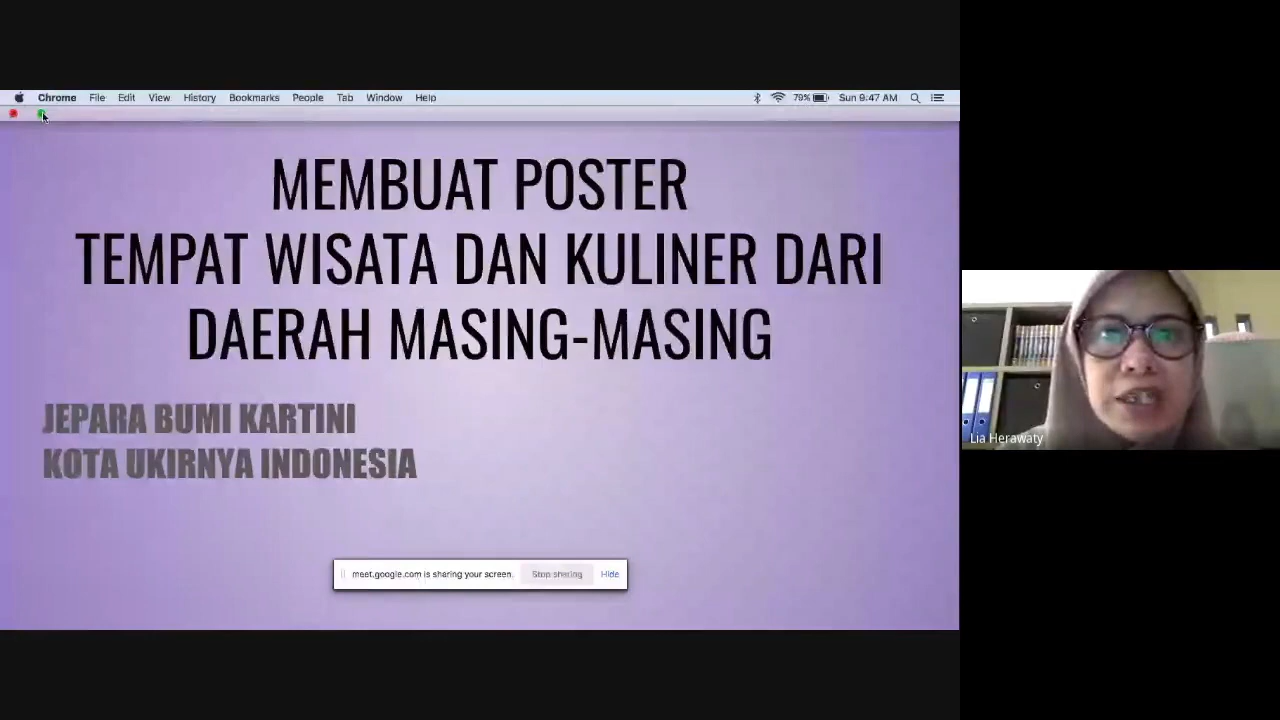 Chrome File Edit View History Bookmarks People Tab Window Help
79% Sun 9:47 AM
MEMBUAT POSTER
TEMPAT WISATA DAN KULINER DARI
DAERAH MASING-MASING
JEPARA BUMI KARTINI
KOTA UKIRNYA INDONESIA
Lia Herawaty
meet.google.com is sharing your screen.
Stop sharing
Hide